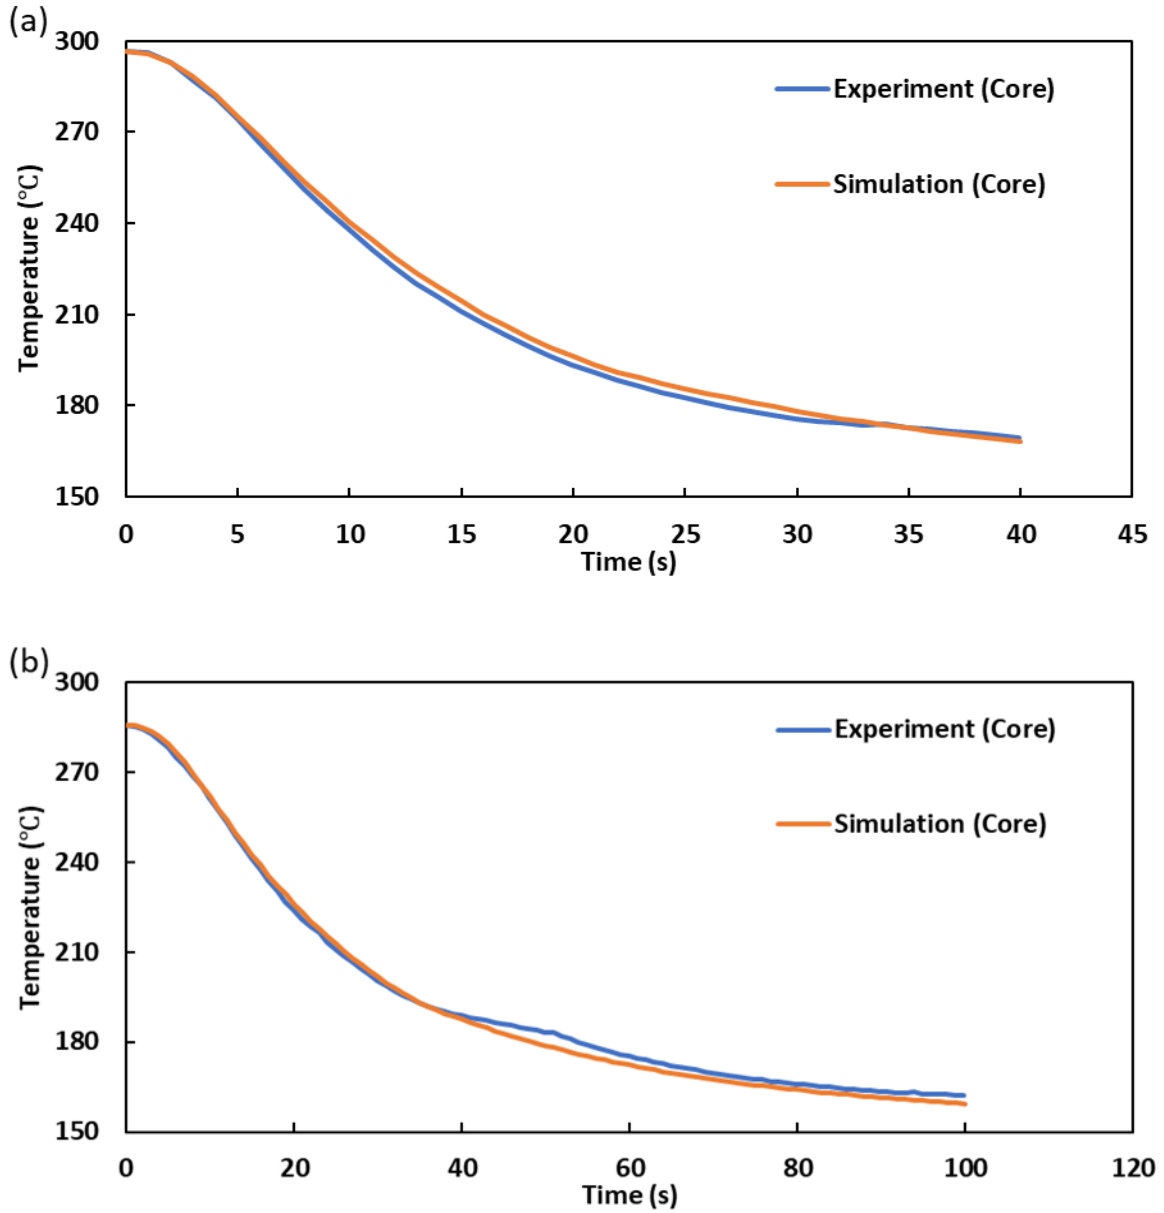 (a)
300
270
240
210
180
150
Temperature (°C)
Experiment (Core)
Simulation (Core)
0 5 10 15 20 25 30 35 40 45
Time (s)
(b)
300
270
240
210
180
150
Temperature (°C)
Experiment (Core)
Simulation (Core)
0 20 40 60 80 100 120
Time (s)